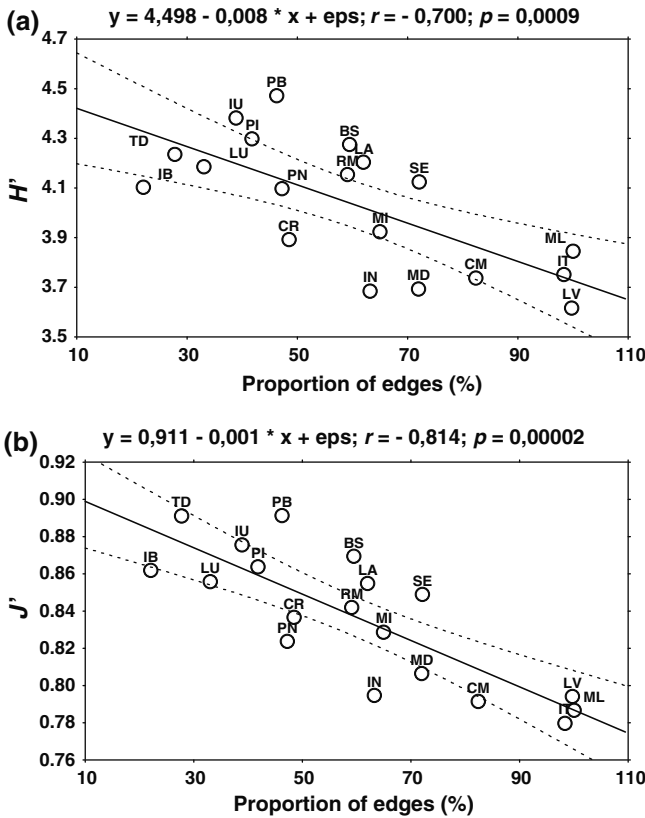 (a) y = 4,498 - 0,008 * x + eps; r = - 0,700; p = 0,0009
4.7
PB
IU
4.3
PI
BS
TD
LU
LA
RM
SE
IB
PN
4.1
H'
CR
MI
3.9
ML
IT
IN
MD
CM
3.7
LV
3.5
10 30 50 70 90 110
Proportion of edges (%)
(b) y = 0,911 - 0,001 * x + eps; r = - 0,814; p = 0,00002
0.92
0.90
TD
PB
IU
0.88
PI
BS
IB
LU
LA
0.86
SE
RM
0.84
CR
MI
J'
PN
0.82
MD
0.80
IN
CM
LV
ML
IT
0.78
0.76
10 30 50 70 90 110
Proportion of edges (%)